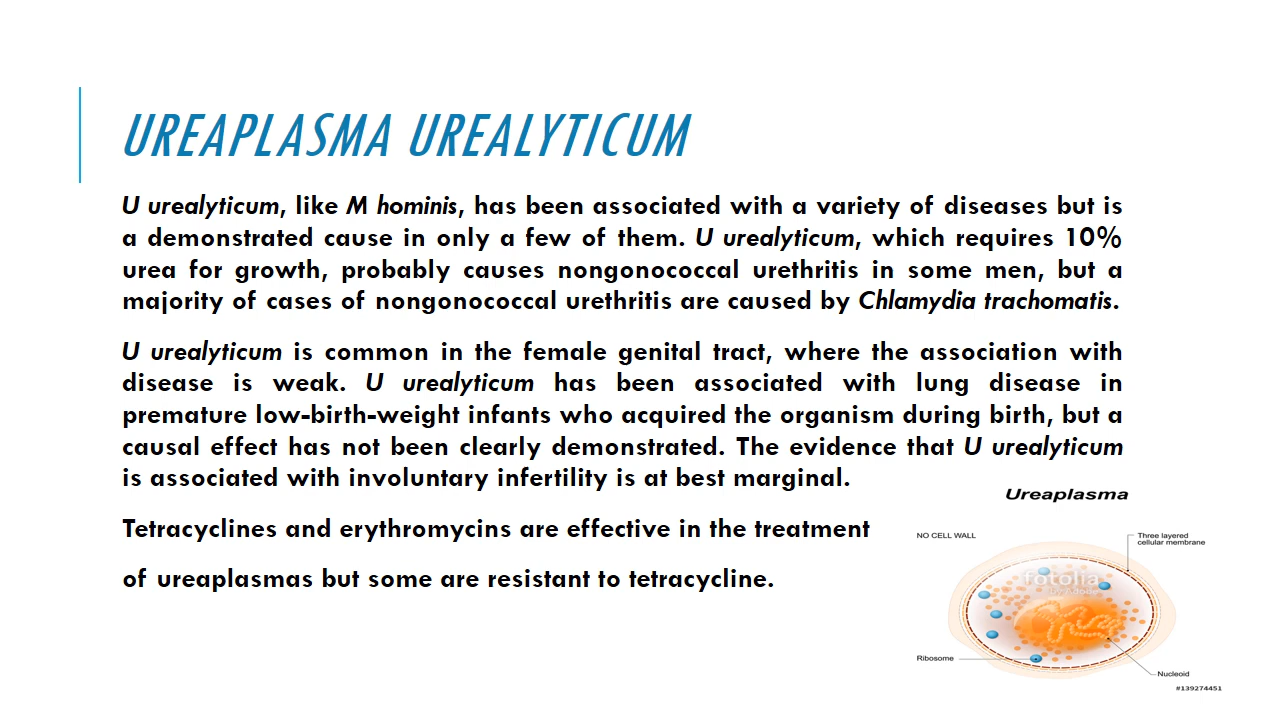 UREAPLASMA UREALYTICUM
U urealyticum, like M hominis, has been associated with a variety of diseases but is
a demonstrated cause in only a few of them. U urealyticum, which requires 10%
urea for growth, probably causes nongonococcal urethritis in some men, but a
majority of cases of nongonococcal urethritis are caused by Chlamydia trachomatis.
U urealyticum is common in the female genital tract, where the association with
disease is weak. U urealyticum has been associated with lung disease in
premature low-birth-weight infants who acquired the organism during birth, but a
causal effect has not been clearly demonstrated. The evidence that U urealyticum
is associated with involuntary infertility is at best marginal.
Tetracyclines and erythromycins are effective in the treatment
of ureaplasmas but some are resistant to tetracycline.
Ureaplasma
NO CELL WALL
Three layered
cellular membrane
fotolia
by Adobe
Ribosome
Nucleoid
#139274451